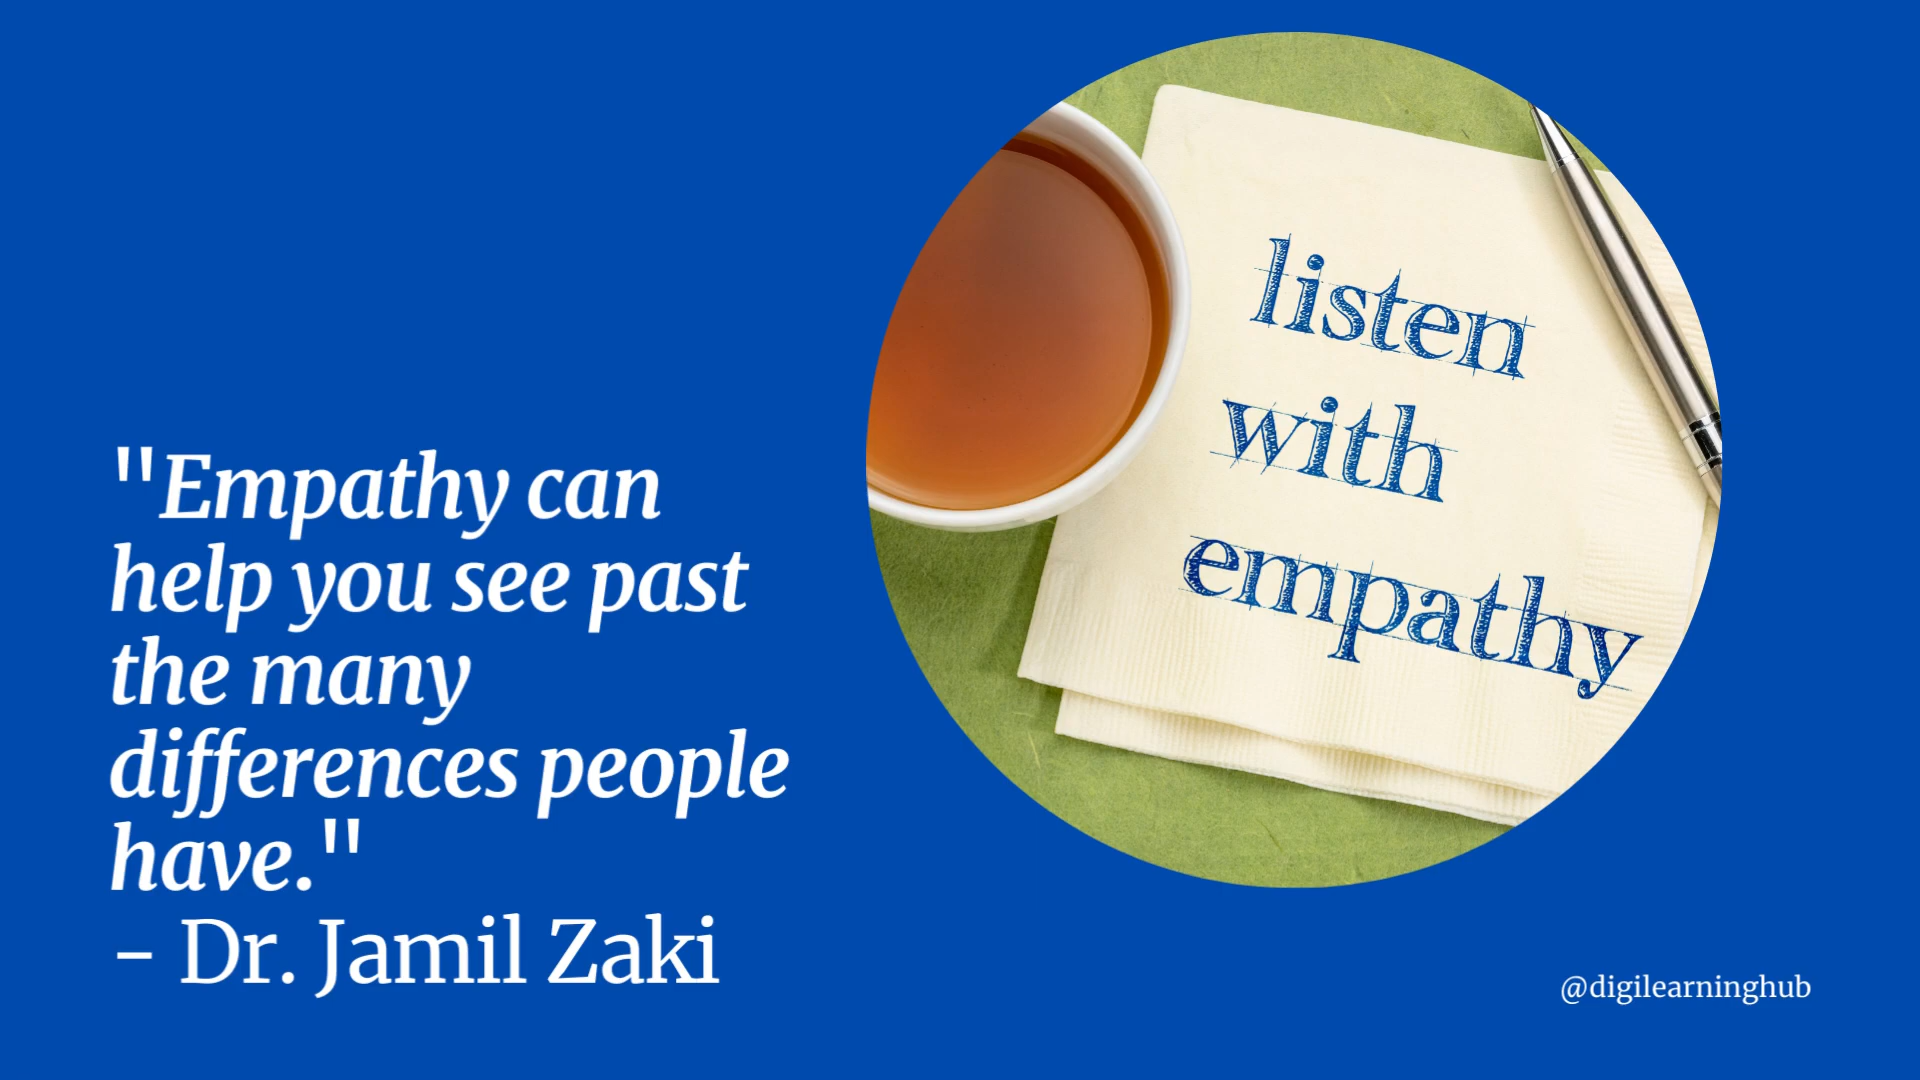 "Empathy can
help you see past
the many
differences people
have."
- Dr. Jamil Zaki
listen
with
empathy
@digilearninghub